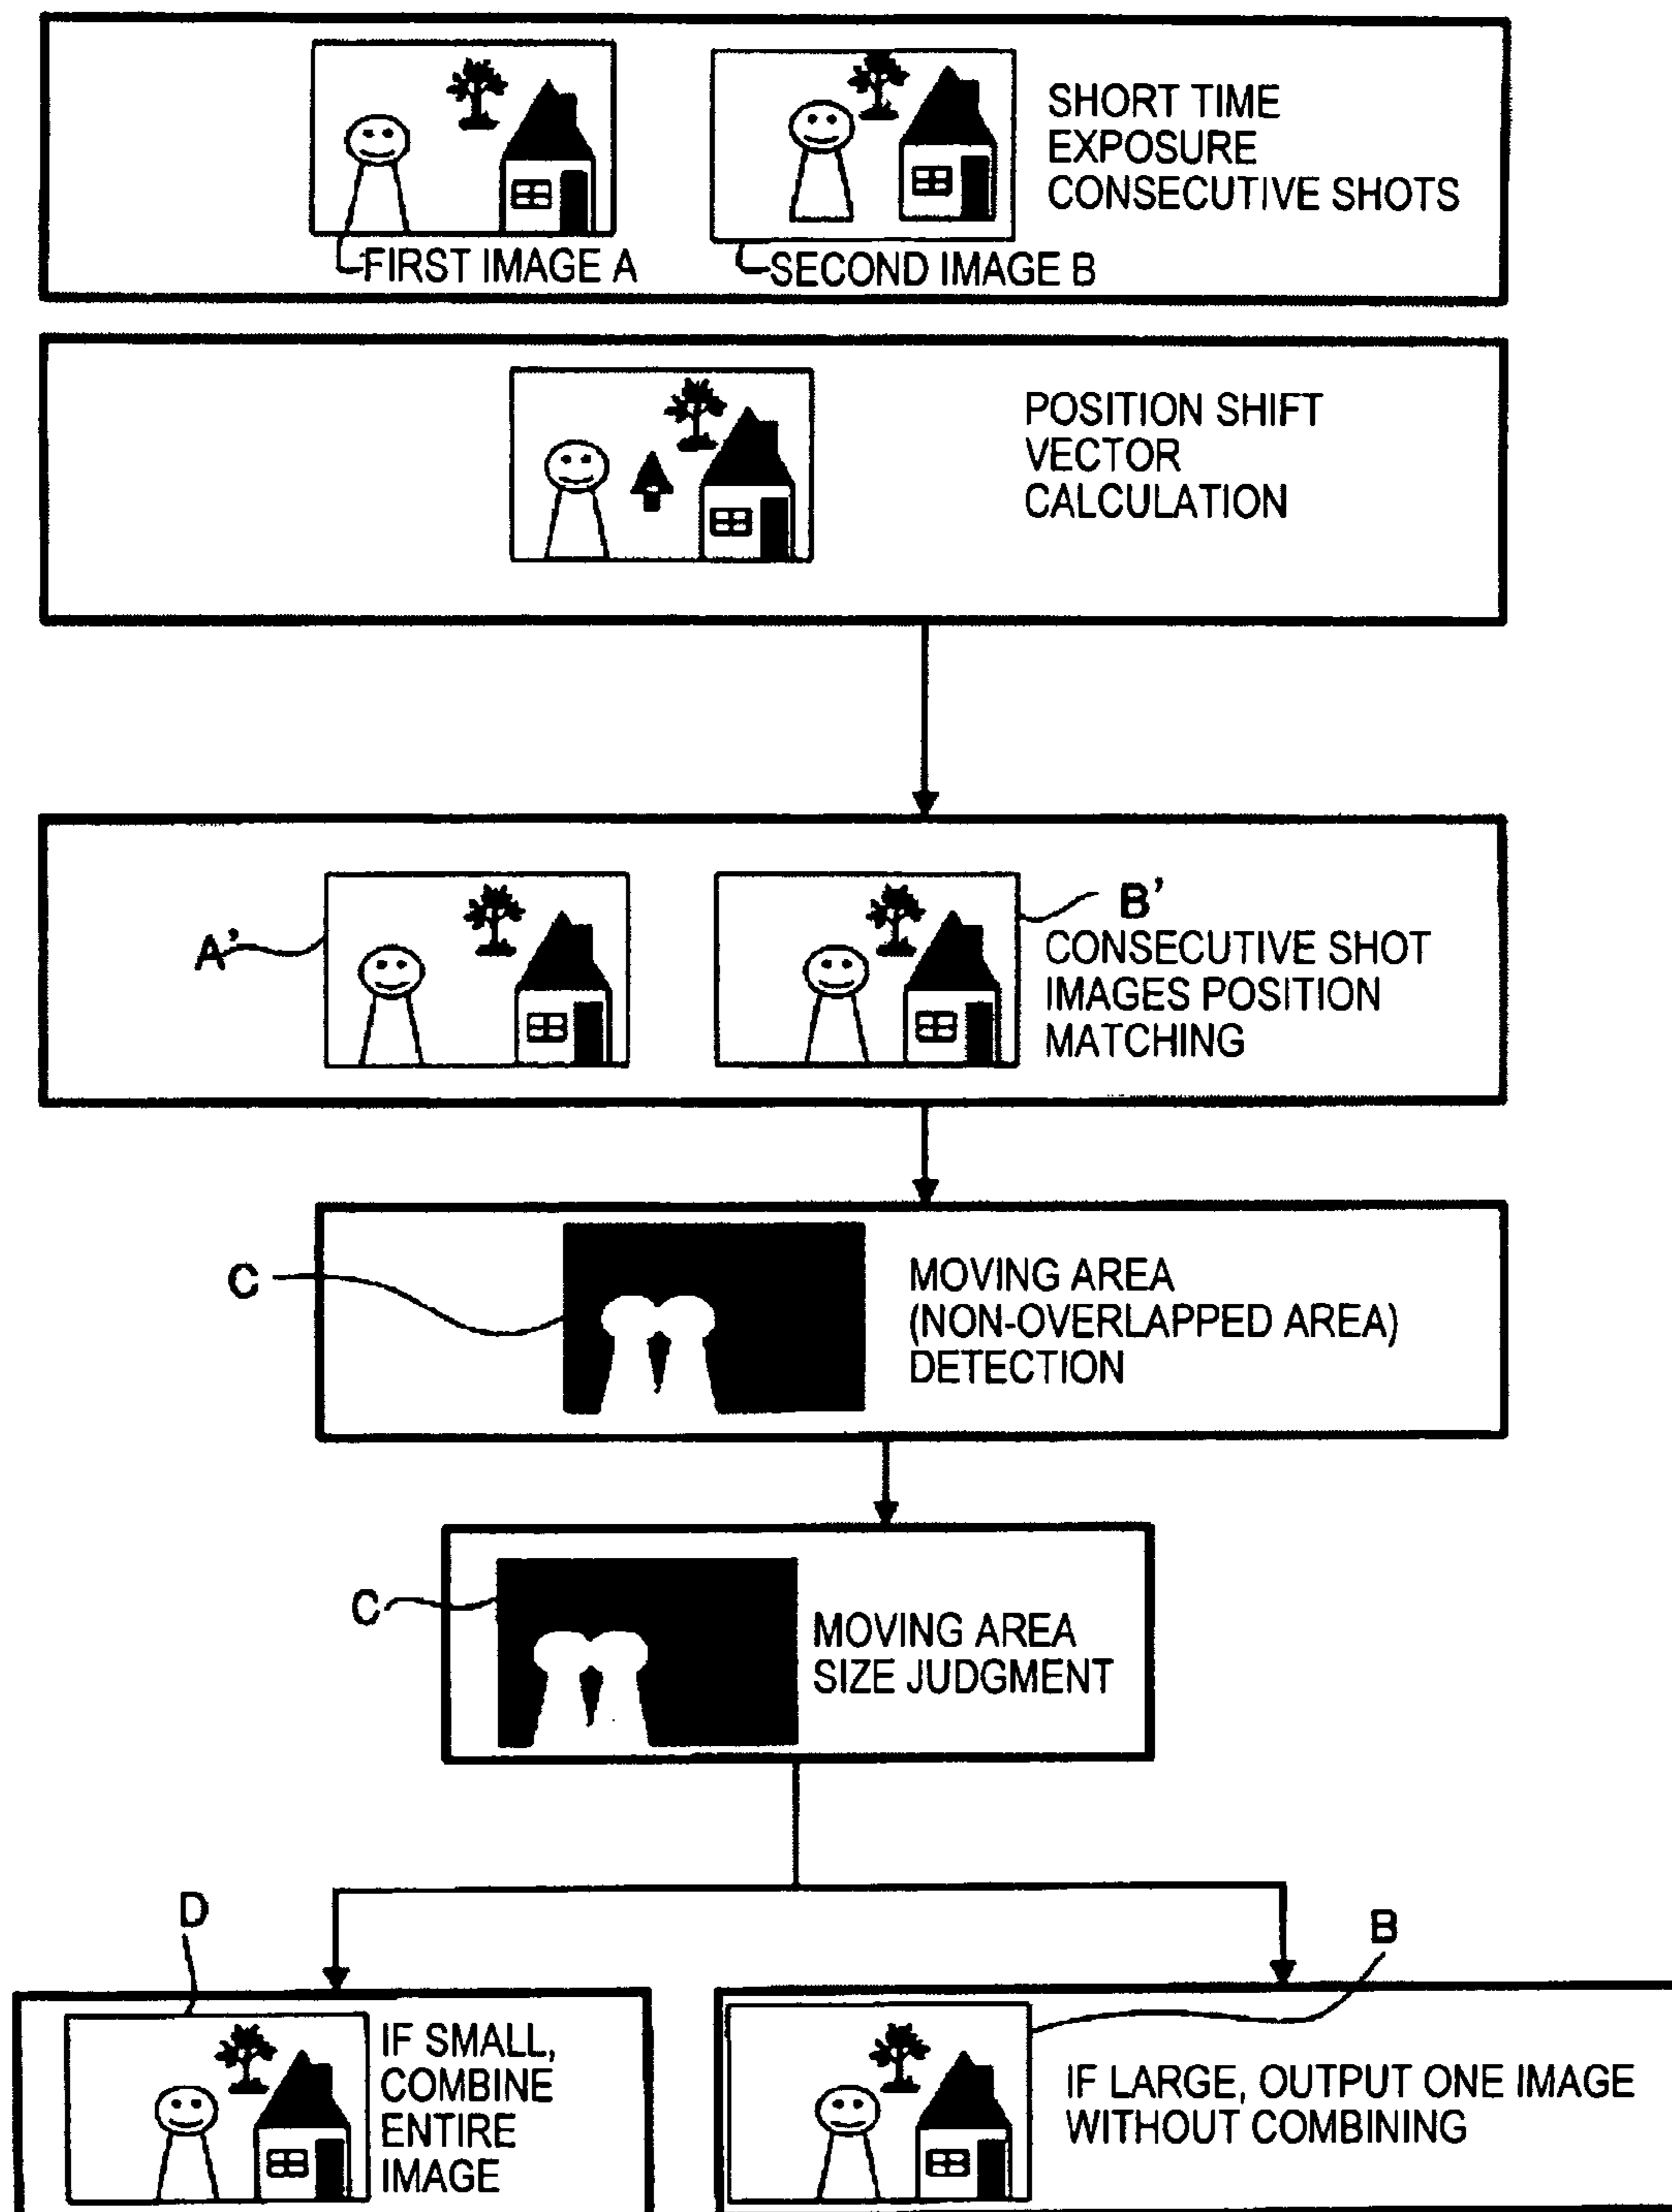 SHORT TIME
EXPOSURE
CONSECUTIVE SHOTS
FIRST IMAGE A
SECOND IMAGE B
POSITION SHIFT
VECTOR
CALCULATION
A'
B'
CONSECUTIVE SHOT
IMAGES POSITION
MATCHING
C
MOVING AREA
(NON-OVERLAPPED AREA)
DETECTION
C
MOVING AREA
SIZE JUDGMENT
D
B
IF SMALL,
COMBINE
ENTIRE
IMAGE
IF LARGE, OUTPUT ONE IMAGE
WITHOUT COMBINING